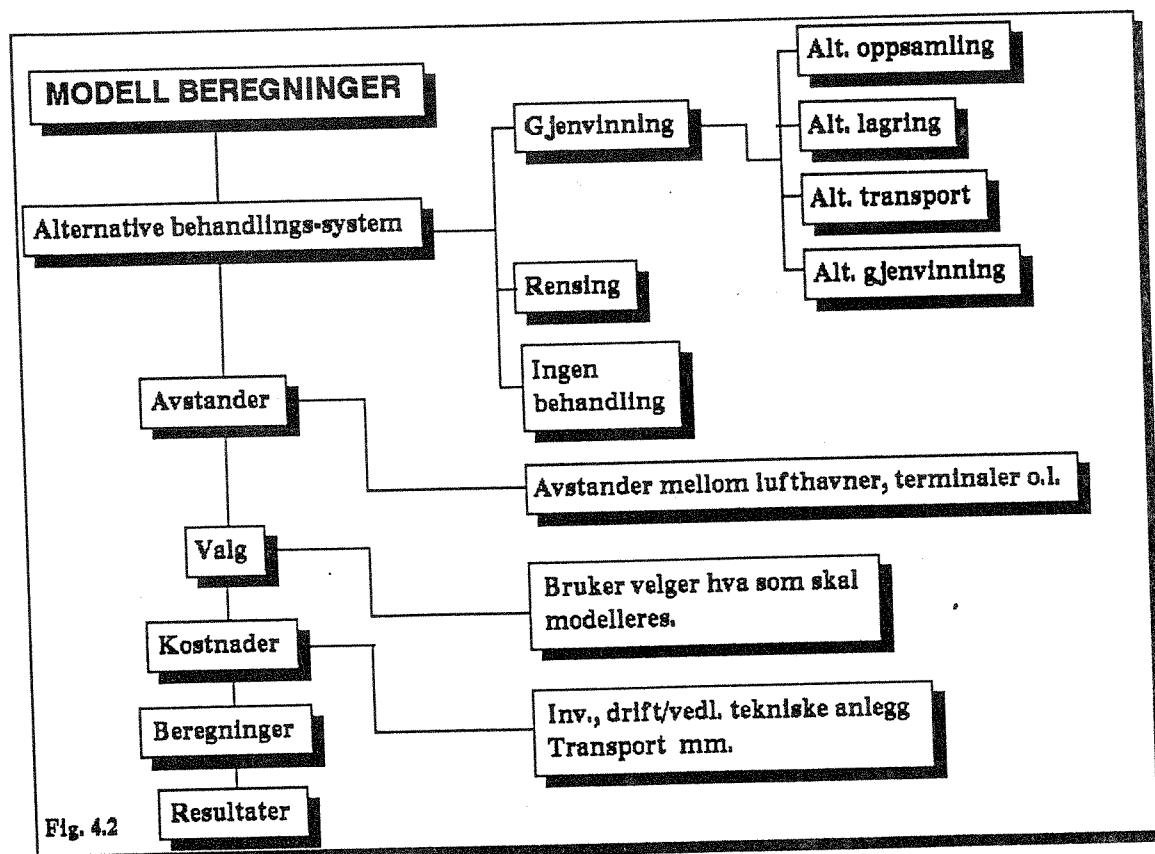 MODELL BEREGNINGER
Alternative behandlings-system
Gjenvinning
Alt. oppsamling
Alt. lagring
Alt. transport
Alt. gjenvinning
Rensing
Ingen
behandling
Avstander
Avstander mellom lufthavner, terminaler o.l.
Valg
Bruker velger hva som skal
modelleres.
Kostnader
Inv., drift/vedl. tekniske anlegg
Transport mm.
Beregninger
Resultater
Fig. 4.2